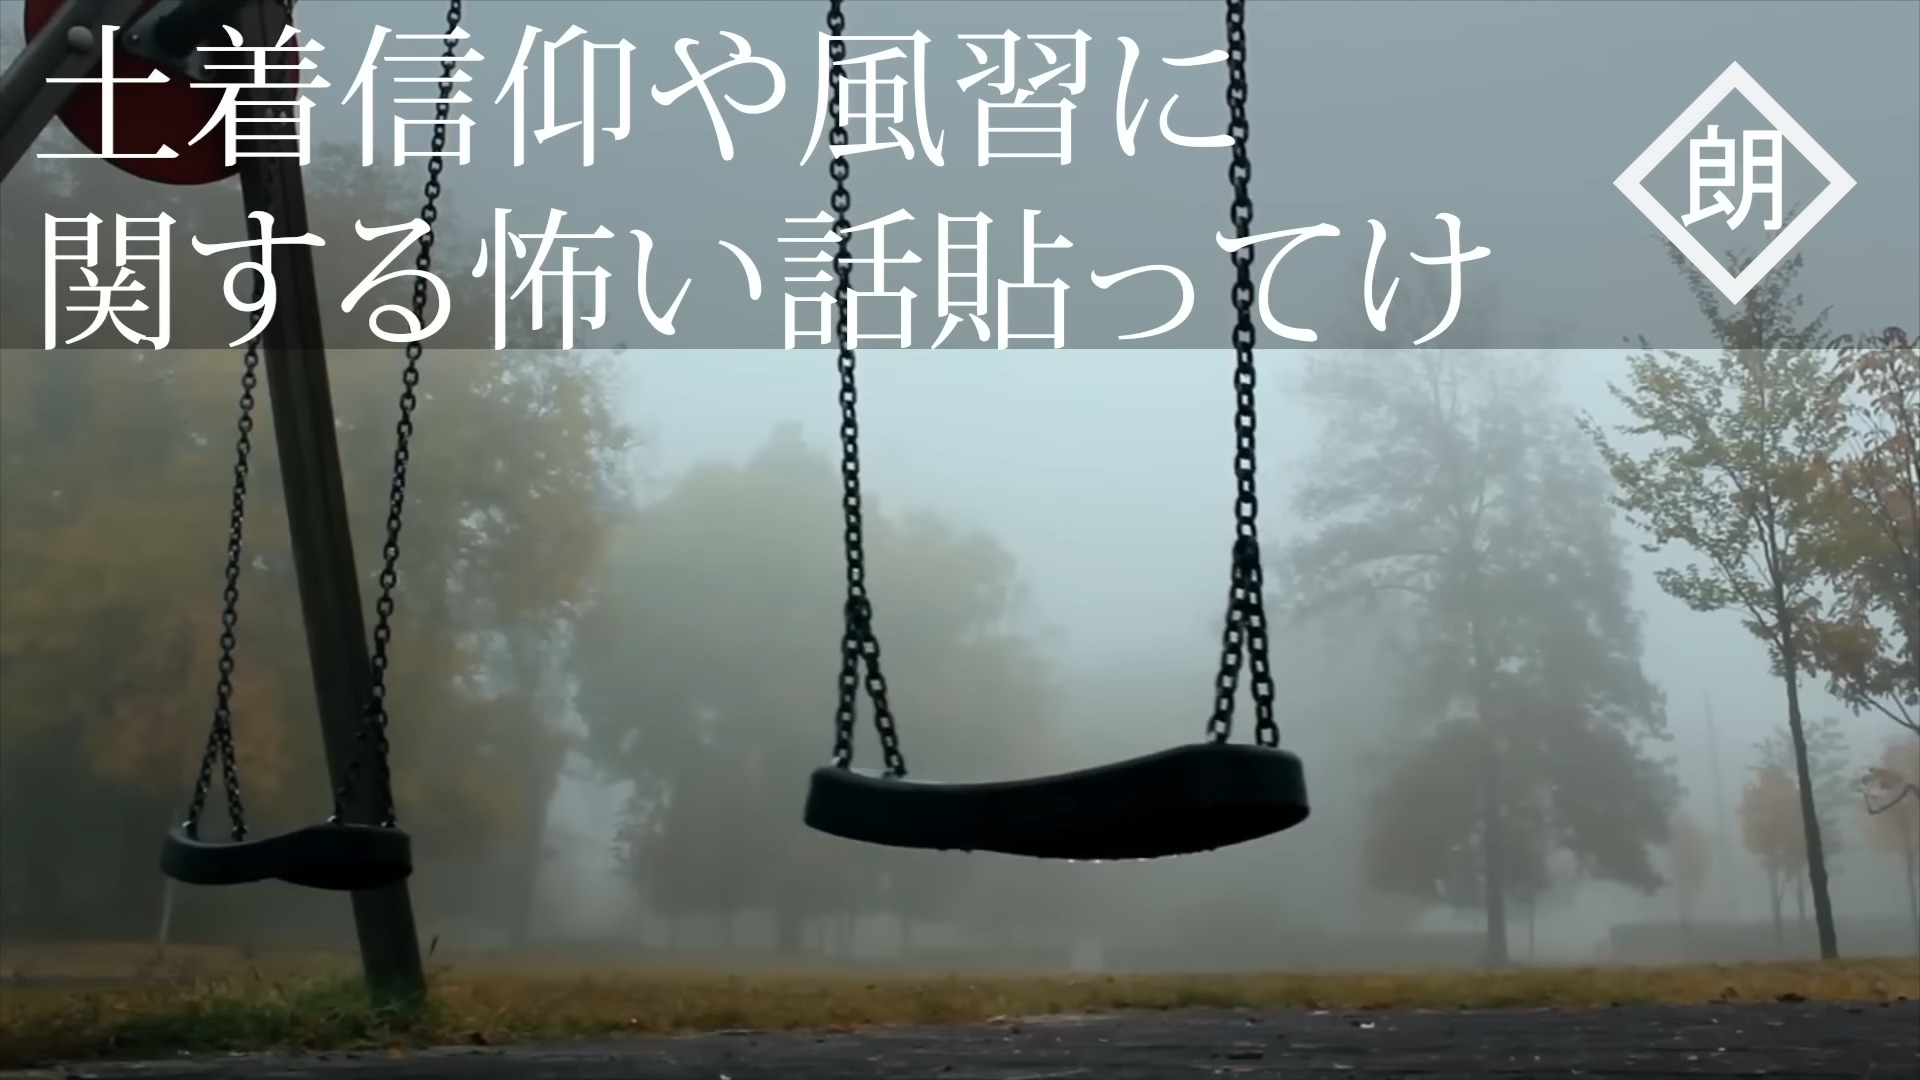 土着信仰や風習に
関する怖い話貼ってけ
朗